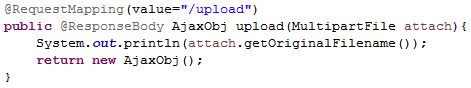 @RequestMapping(value="/upload")
public @ResponseBody AjaxObj upload(MultipartFile attach){
    System.out.println(attach.getOriginalFilename());
    return new AjaxObj();
}